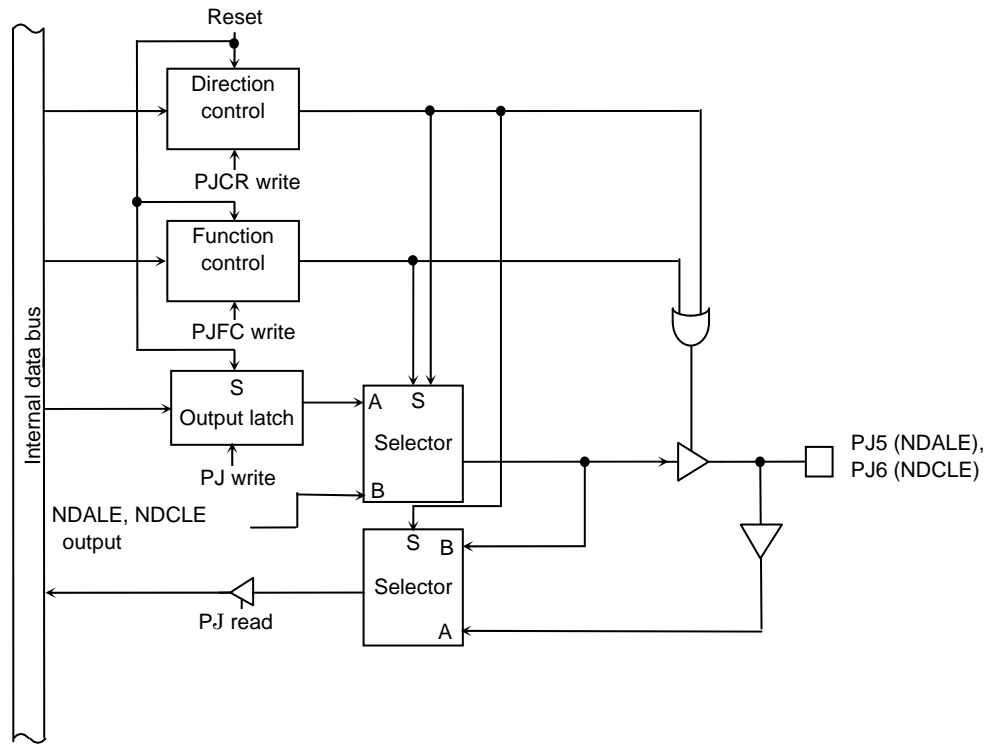 Reset
Direction
control
PJCR write
Function
control
PJFC write
Internal data bus
S
Output latch
PJ write
A S
Selector
B
NDALE, NDCLE
output
PJ5 (NDALE),
PJ6 (NDCLE)
S B
Selector
A
PJ read